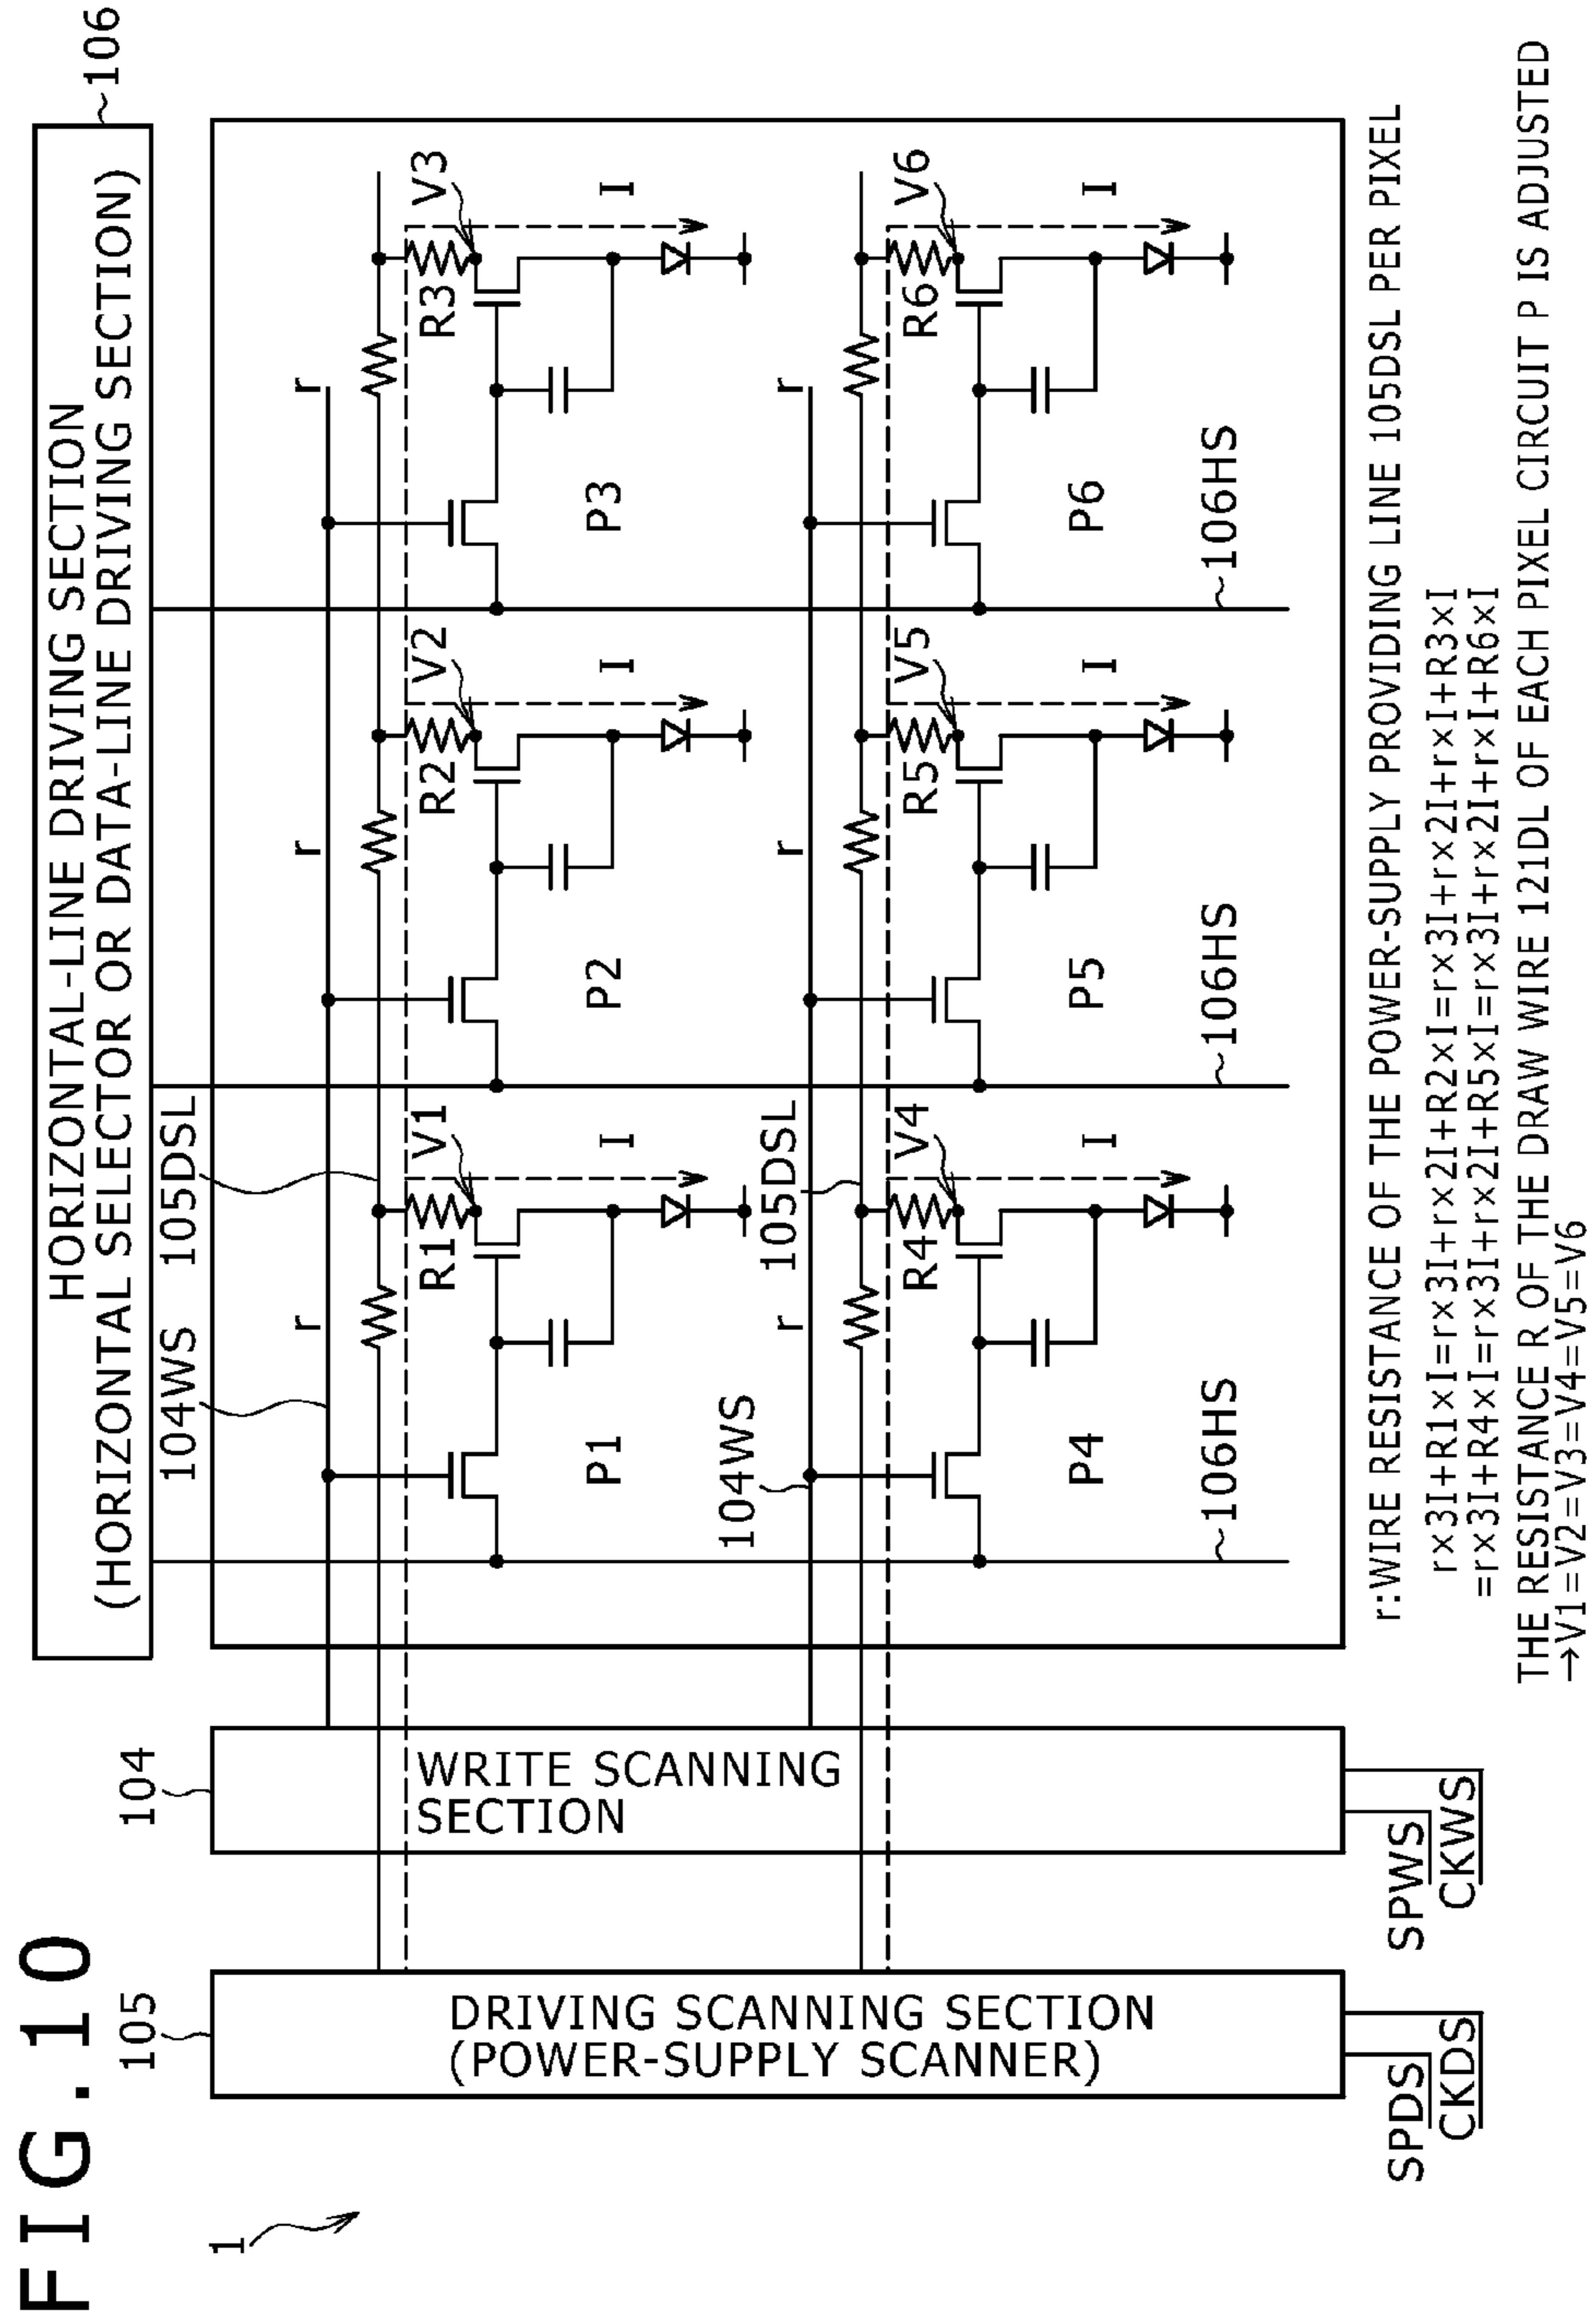 FIG.10
1
HORIZONTAL-LINE DRIVING SECTION
(HORIZONTAL SELECTOR OR DATA-LINE DRIVING SECTION)
106
105
104
104WS
105DSL
DRIVING SCANNING SECTION
(POWER-SUPPLY SCANNER)
WRITE SCANNING
SECTION
r
r
r
R1
V1
I
R2
V2
I
R3
V3
I
P1
P2
P3
104WS
105DSL
r
r
r
R4
V4
I
R5
V5
I
R6
V6
I
P4
P5
P6
106HS
106HS
106HS
SPDS
CKDS
SPWS
CKWS
r:WIRE RESISTANCE OF THE POWER-SUPPLY PROVIDING LINE 105DSL PER PIXEL
r×3I+R1×I=r×3I+r×2I+R2×I=r×3I+r×2I+r×I+R3×I
=r×3I+R4×I=r×3I+r×2I+R5×I=r×3I+r×2I+r×I+R6×I
THE RESISTANCE R OF THE DRAW WIRE 121DL OF EACH PIXEL CIRCUIT P IS ADJUSTED
→V1=V2=V3=V4=V5=V6